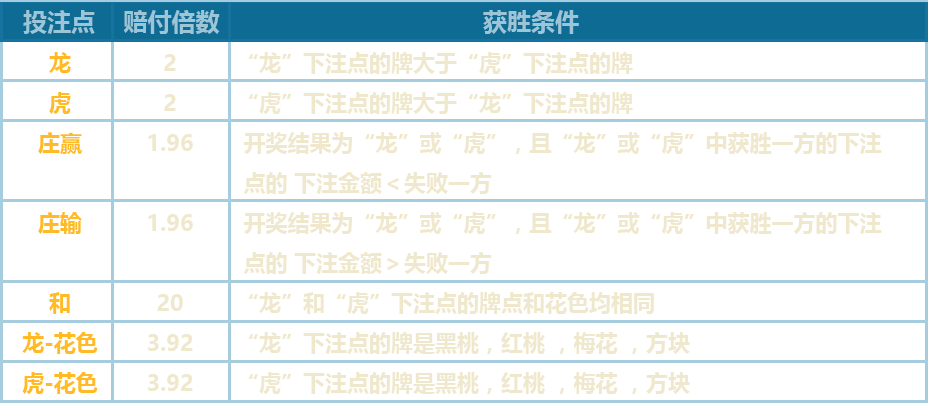 投注点 赔付倍数 获胜条件
龙 2 “龙”下注点的牌大于“虎”下注点的牌
虎 2 “虎”下注点的牌大于“龙”下注点的牌
庄赢 1.96 开奖结果为“龙”或“虎”，且“龙”或“虎”中获胜一方的下注
点的 下注金额＜失败一方
庄输 1.96 开奖结果为“龙”或“虎”，且“龙”或“虎”中获胜一方的下注
点的 下注金额＞失败一方
和 20 “龙”和“虎”下注点的牌点和花色均相同
龙-花色 3.92 “龙”下注点的牌是黑桃，红桃 ，梅花 ，方块
虎-花色 3.92 “虎”下注点的牌是黑桃，红桃 ，梅花 ，方块